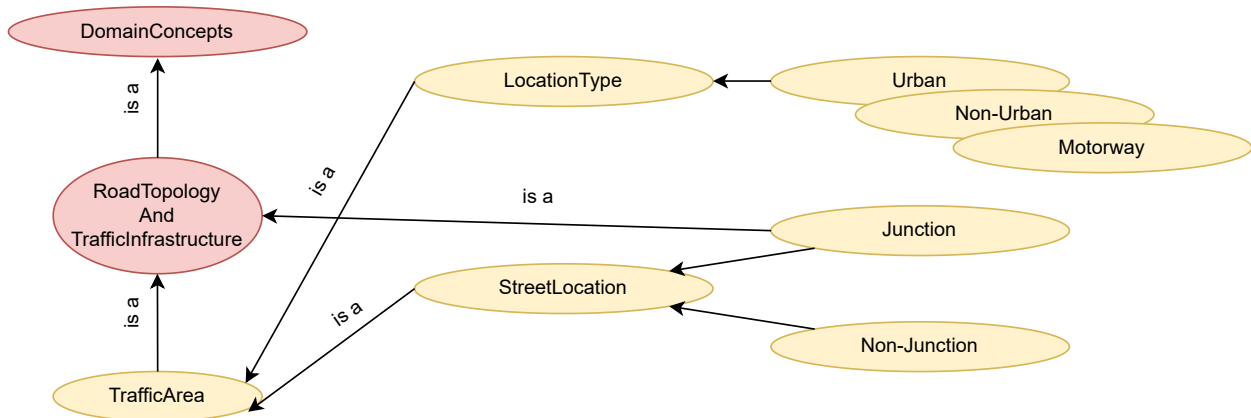 DomainConcepts
is a
LocationType
Urban
Non-Urban
Motorway
is a
RoadTopology
And
TrafficInfrastructure
is a
Junction
StreetLocation
is a
is a
Non-Junction
TrafficArea